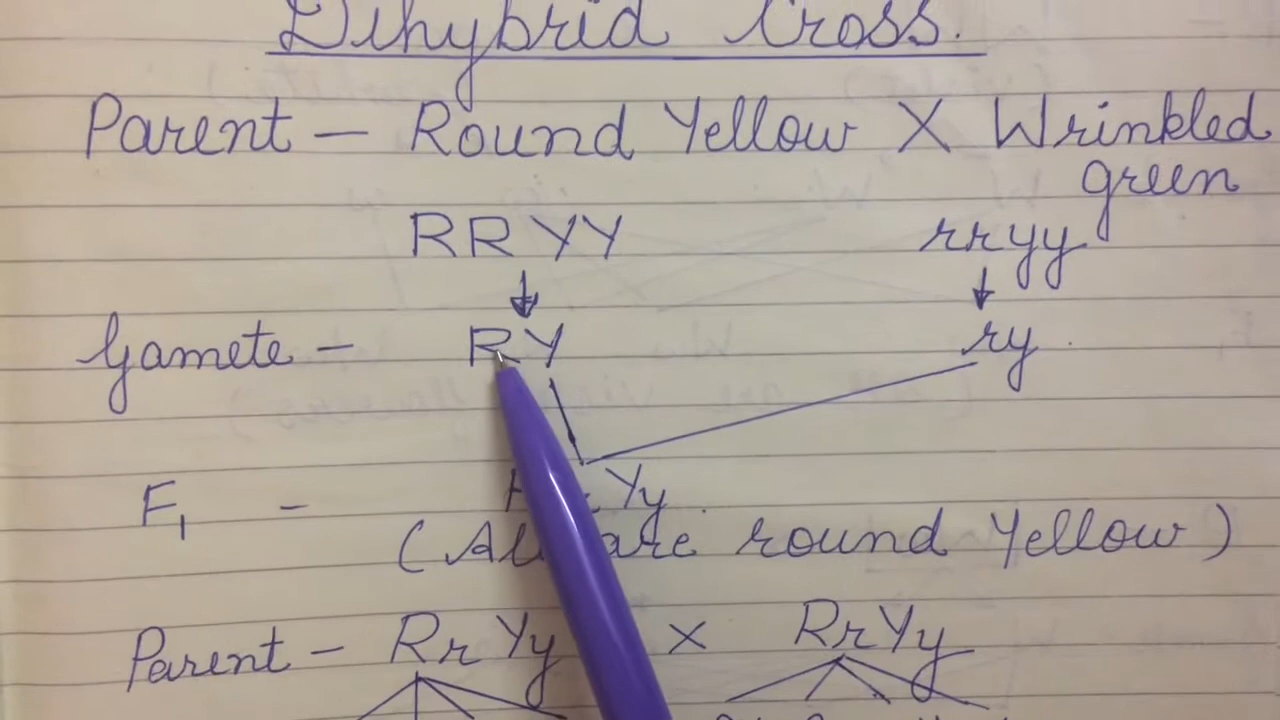 Dihybrid Cross.
Parent - Round Yellow X Wrinkled
green
RRYY rryy
Gamete - RY ry
F1 - Yy
(All are round Yellow)
Parent - RrYy X RrYy